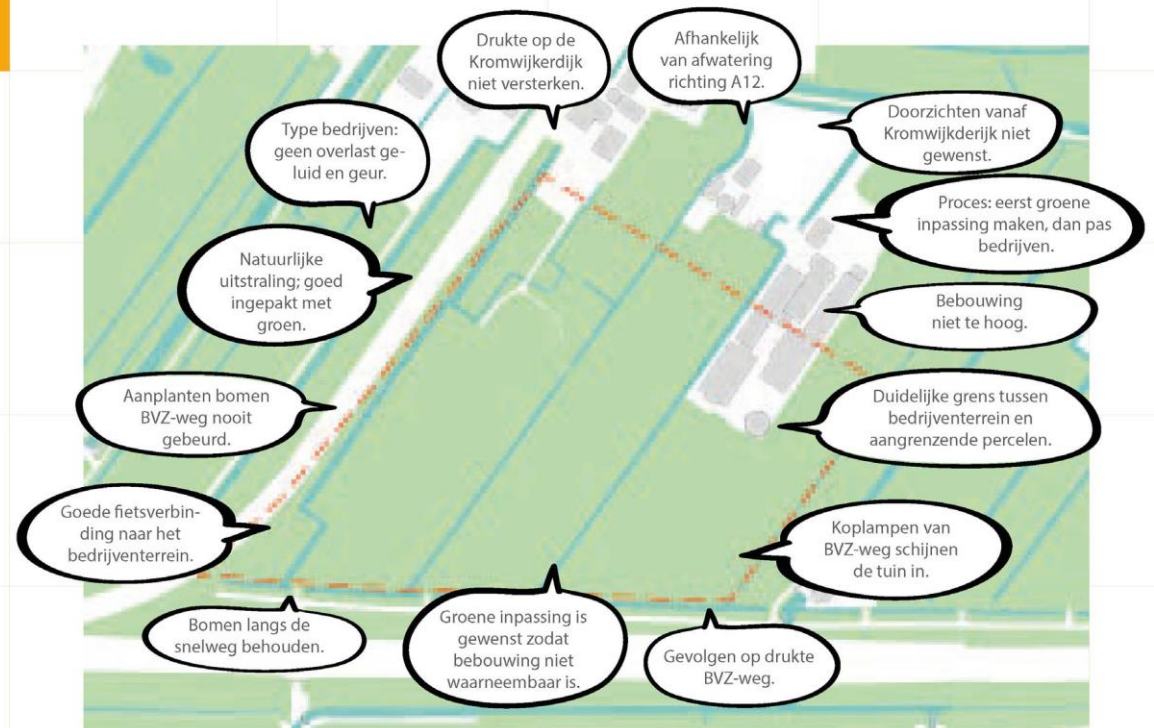 Drukte op de
Kromwijkerdijk
niet versterken.
Afhankelijk
van afwatering
richting A12.
Type bedrijven:
geen overlast ge-
luid en geur.
Doorzichten vanaf
Kromwijkderijk niet
gewenst.
Proces: eerst groene
inpassing maken, dan pas
bedrijven.
Natuurlijke
uitstraling; goed
ingepakt met
groen.
Bebouwing
niet te hoog.
Aanplanten bomen
BVZ-weg nooit
gebeurd.
Duidelijke grens tussen
bedrijventerrein en
aangrenzende percelen.
Goede fietsverbin-
ding naar het
bedrijventerrein.
Koplampen van
BVZ-weg schijnen
de tuin in.
Bomen langs de
snelweg behouden.
Groene inpassing is
gewenst zodat
bebouwing niet
waarneembaar is.
Gevolgen op drukte
BVZ-weg.